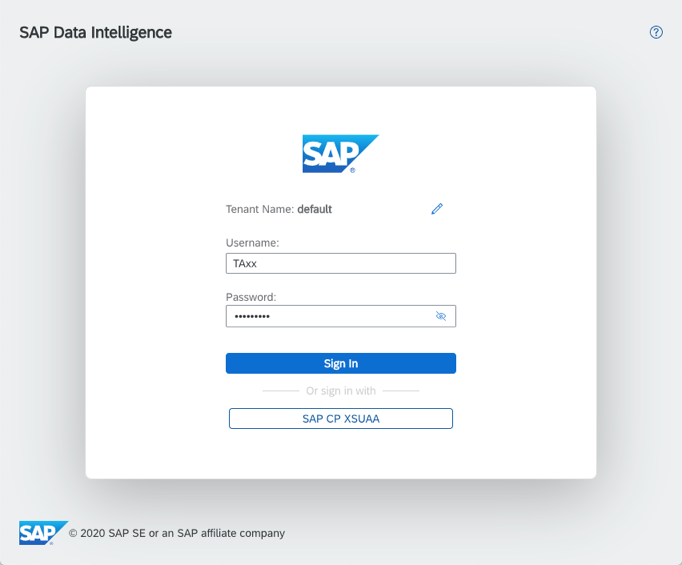 SAP Data Intelligence
SAP®
Tenant Name: default
Username:
TAxx
Password:
•••••••••
Sign In
Or sign in with
SAP CP XSUAA
SAP® © 2020 SAP SE or an SAP affiliate company